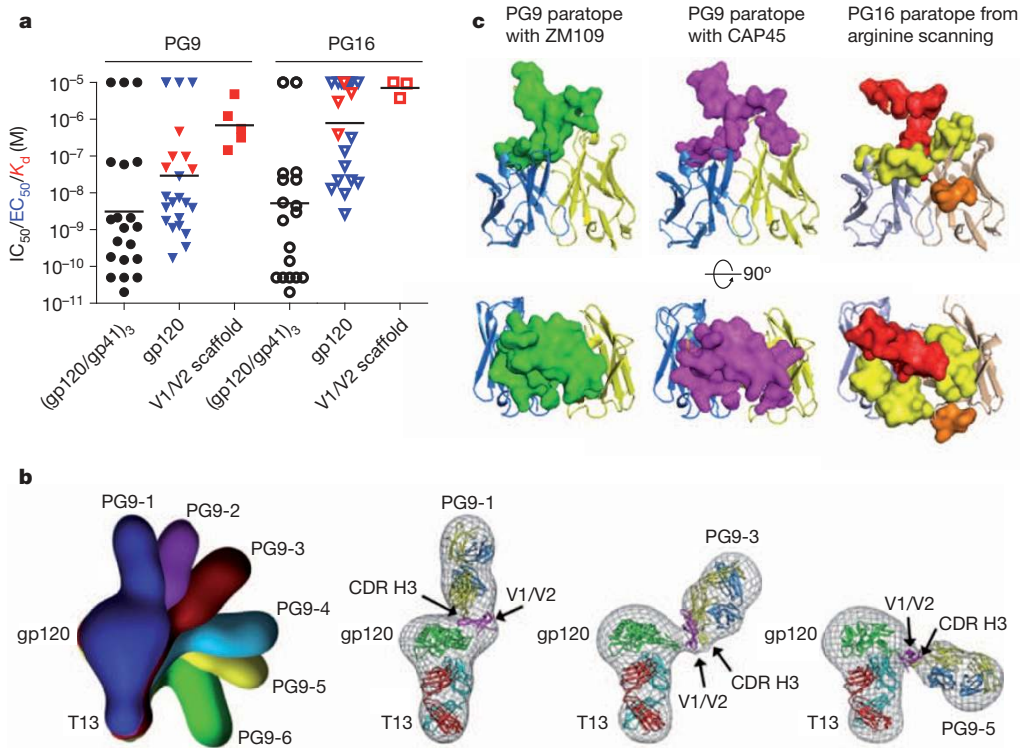 a
PG9 PG16
IC50/EC50/Kd (M)
10−5
10−6
10−7
10−8
10−9
10−10
10−11
(gp120/gp41)3
gp120
V1/V2 scaffold
(gp120/gp41)3
gp120
V1/V2 scaffold
c
PG9 paratope
with ZM109
PG9 paratope
with CAP45
PG16 paratope from
arginine scanning
90º
b
PG9-1
PG9-2
PG9-3
PG9-4
PG9-5
PG9-6
gp120
T13
PG9-1
CDR H3
V1/V2
gp120
T13
PG9-3
gp120
V1/V2
CDR H3
T13
V1/V2
CDR H3
gp120
T13
PG9-5